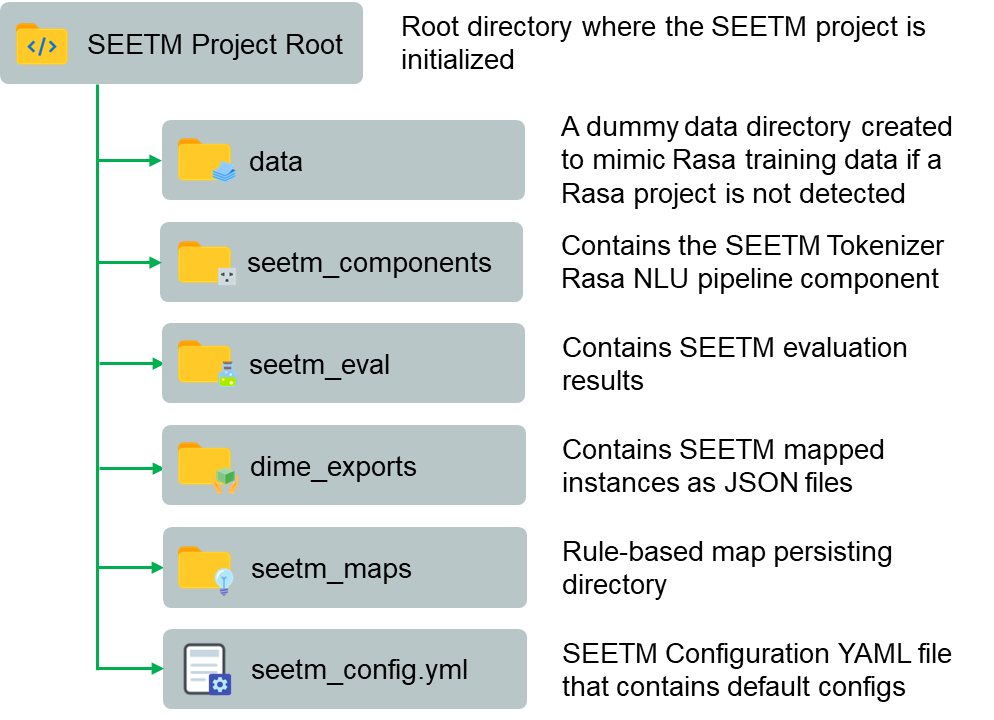 SEETM Project Root
Root directory where the SEETM project is
initialized
data
A dummy data directory created
to mimic Rasa training data if a
Rasa project is not detected
seetm_components
Contains the SEETM Tokenizer
Rasa NLU pipeline component
seetm_eval
Contains SEETM evaluation
results
dime_exports
Contains SEETM mapped
instances as JSON files
seetm_maps
Rule-based map persisting
directory
seetm_config.yml
SEETM Configuration YAML file
that contains default configs